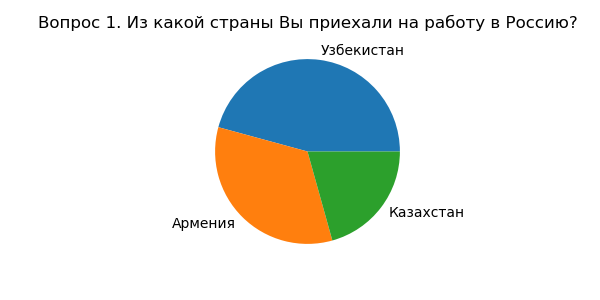 Вопрос 1. Из какой страны Вы приехали на работу в Россию?
Узбекистан
Армения
Казахстан